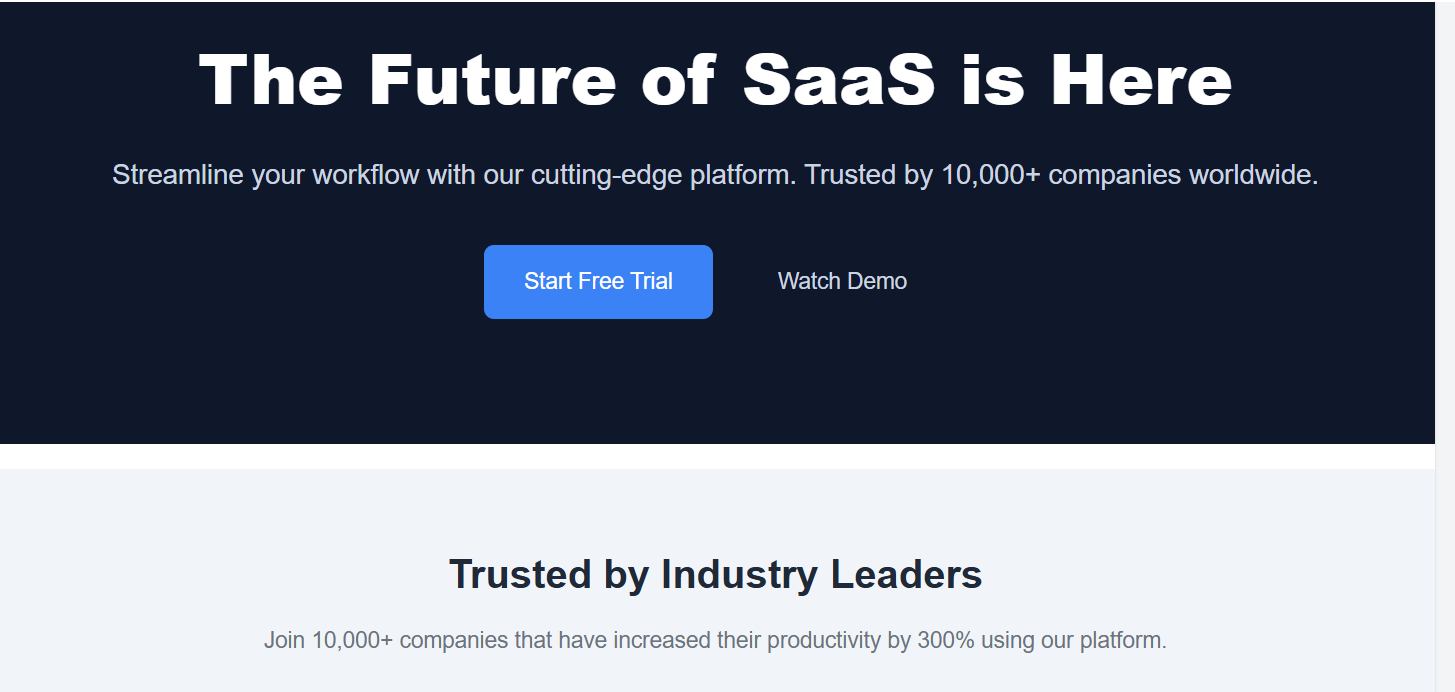 The Future of SaaS is Here
Streamline your workflow with our cutting-edge platform. Trusted by 10,000+ companies worldwide.
Start Free Trial
Watch Demo
Trusted by Industry Leaders
Join 10,000+ companies that have increased their productivity by 300% using our platform.